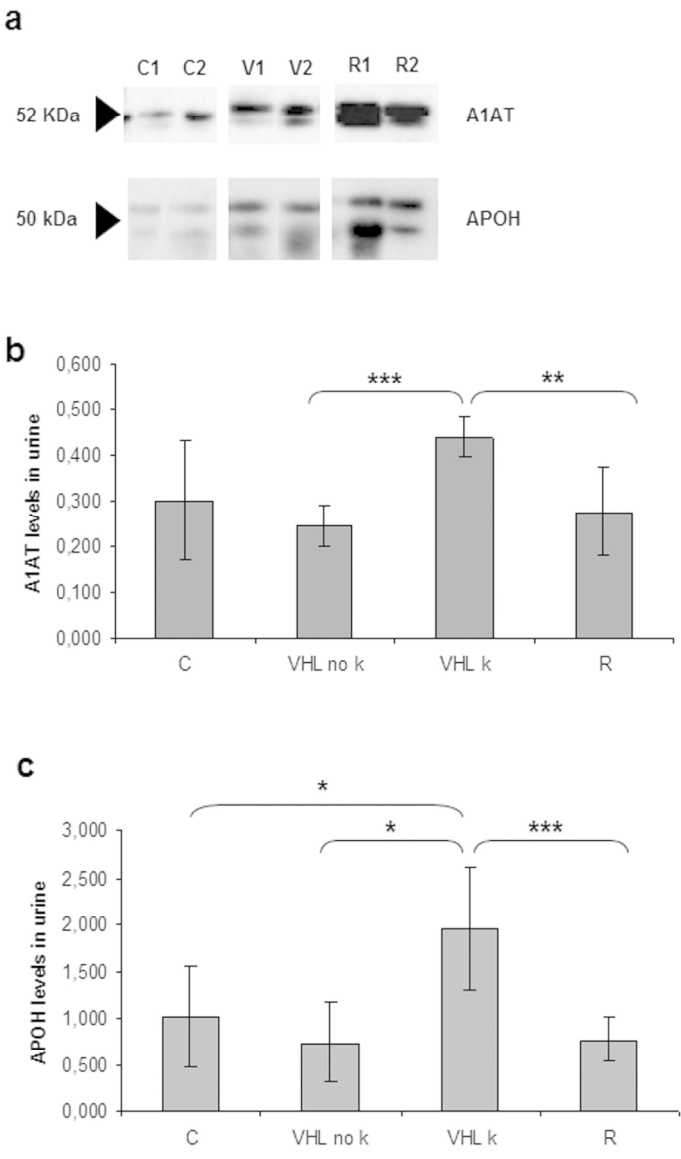 a
C1 C2 V1 V2 R1 R2
52 KDa A1AT
50 kDa APOH
b
A1AT levels in urine
0,600
0,500
0,400
0,300
0,200
0,100
0,000
*** **
C VHL no k VHL k R
c
APOH levels in urine
*
* ***
3,000
2,500
2,000
1,500
1,000
0,500
0,000
C VHL no k VHL k R